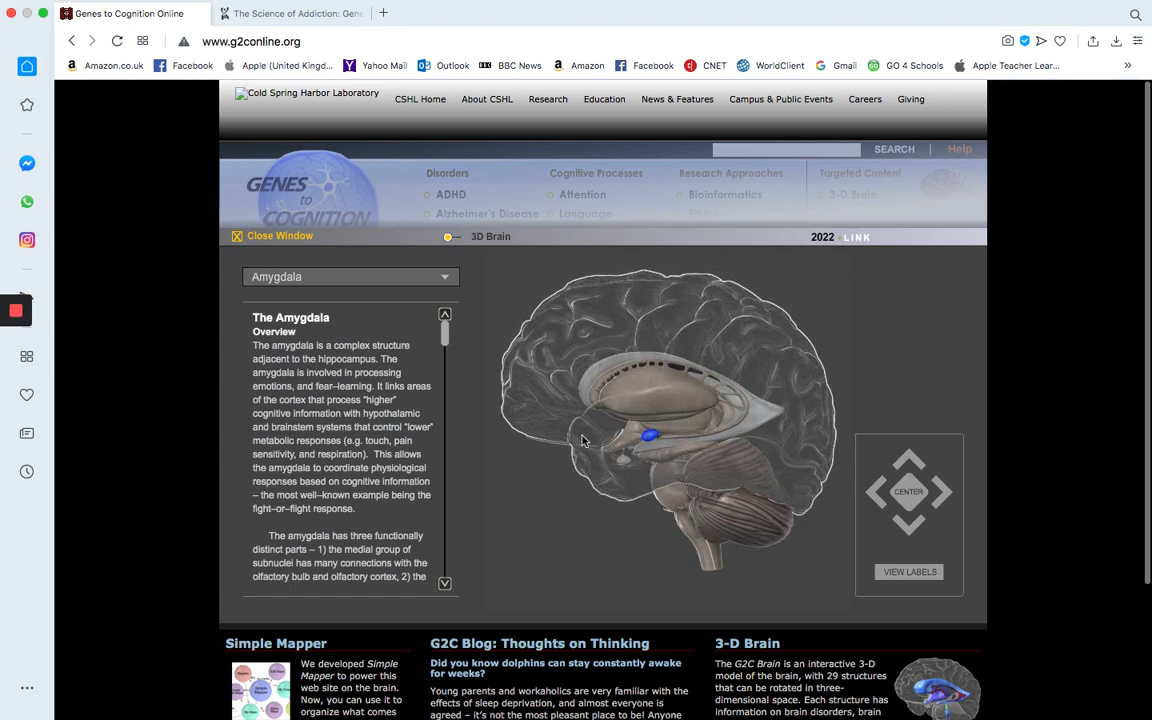 Genes to Cognition Online
The Science of Addiction: Gene
www.g2conline.org
Amazon.co.uk
Facebook
Apple (United Kingd...
Yahoo Mail
Outlook
BBC News
Amazon
Facebook
CNET
WorldClient
Gmail
GO 4 Schools
Apple Teacher Lear...
»
Cold Spring Harbor Laboratory
CSHL Home
About CSHL
Research
Education
News & Features
Campus & Public Events
Careers
Giving
SEARCH | Help
GENES
to
COGNITION
Disorders
ADHD
Alzheimer's Disease
Cognitive Processes
Attention
Language
Research Approaches
Bioinformatics
Ethics
Targeted Content
3-D Brain
Close Window
3D Brain
2022 LINK
Amygdala
The Amygdala
Overview
The amygdala is a complex structure
adjacent to the hippocampus. The
amygdala is involved in processing
emotions, and fear–learning. It links areas
of the cortex that process "higher"
cognitive information with hypothalamic
and brainstem systems that control "lower"
metabolic responses (e.g. touch, pain
sensitivity, and respiration). This allows
the amygdala to coordinate physiological
responses based on cognitive information
– the most well–known example being the
fight–or–flight response.
The amygdala has three functionally
distinct parts – 1) the medial group of
subnuclei has many connections with the
olfactory bulb and olfactory cortex, 2) the
CENTER
VIEW LABELS
Simple Mapper
We developed Simple
Mapper to power this
web site on the brain.
Now, you can use it to
organize what comes
G2C Blog: Thoughts on Thinking
Did you know dolphins can stay constantly awake
for weeks?
Young parents and workaholics are very familiar with the
effects of sleep deprivation, and almost everyone is
agreed – it's not the most pleasant place to be! Anyone
3-D Brain
The G2C Brain is an interactive 3-D
model of the brain, with 29 structures
that can be rotated in three-
dimensional space. Each structure has
information on brain disorders, brain